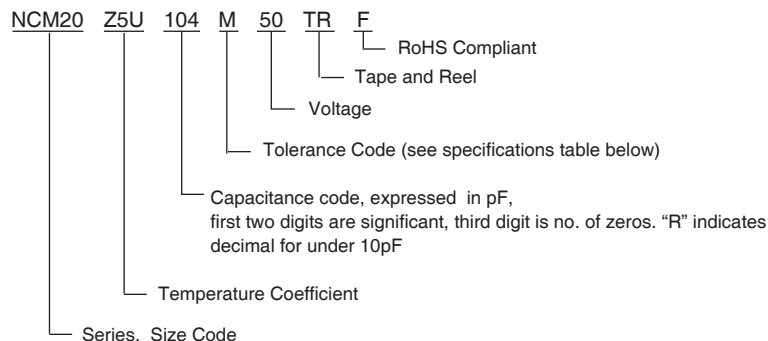 NCM20 Z5U 104 M 50 TR F
RoHS Compliant
Tape and Reel
Voltage
Tolerance Code (see specifications table below)
Capacitance code, expressed in pF,
first two digits are significant, third digit is no. of zeros. “R” indicates
decimal for under 10pF
Temperature Coefficient
Series, Size Code